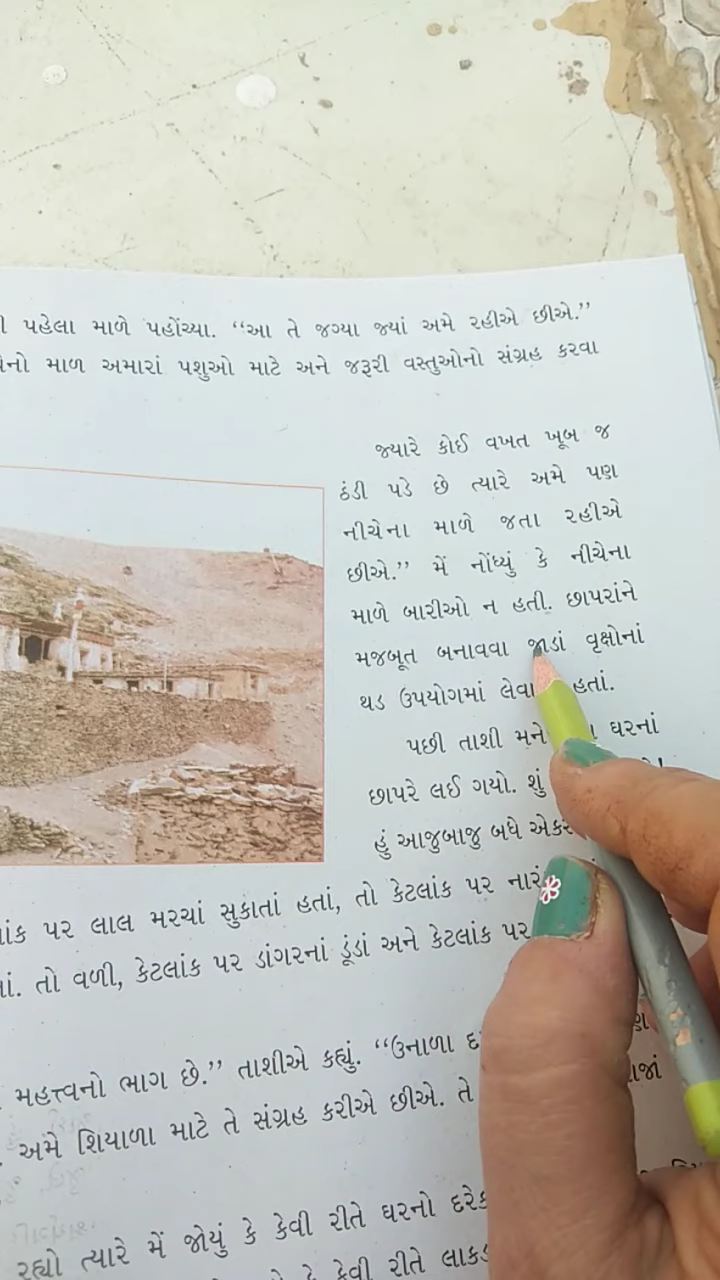 પહેલા માળે પહોંચ્યા. “આ તે જગ્યા જ્યાં અમે રહીએ છીએ.”
માળ અમારાં પશુઓ માટે અને જરૂરી વસ્તુઓનો સંગ્રહ કરવા
જ્યારે કોઈ વખત ખૂબ જ
ઠંડી પડે છે ત્યારે અમે પણ
નીચેના માળે જતા રહીએ
છીએ.” મેં નોંધ્યું કે નીચેના
માળે બારીઓ ન હતી. છાપરાંને
મજબૂત બનાવવા જાડાં વૃક્ષોનાં
થડ ઉપયોગમાં લેવા હતાં.
પછી તાશી મને ઘરનાં
છાપરે લઈ ગયો. શું
હું આજુબાજુ બધે
પર લાલ મરચાં સુકાતાં હતાં, તો કેટલાંક પર
તો વળી, કેટલાંક પર ડાંગરનાં ડૂંડાં અને કેટલાંક પર
મહત્ત્વનો ભાગ છે.” તાશીએ કહ્યું. “ઉનાળા
અમે શિયાળા માટે તે સંગ્રહ કરીએ છીએ. તે
રહ્યો ત્યારે મેં જોયું કે કેવી રીતે ઘરનો
કેવી રીતે